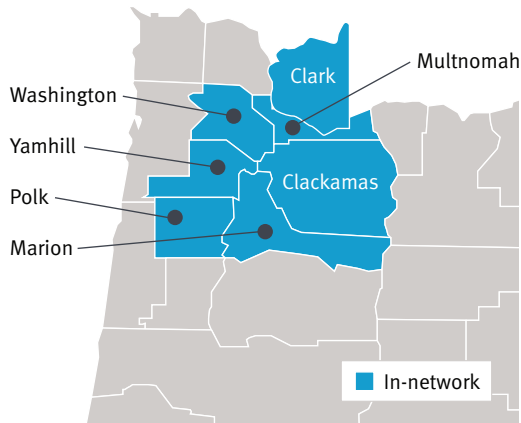 Clark
Multnomah
Washington
Yamhill
Clackamas
Polk
Marion
In-network